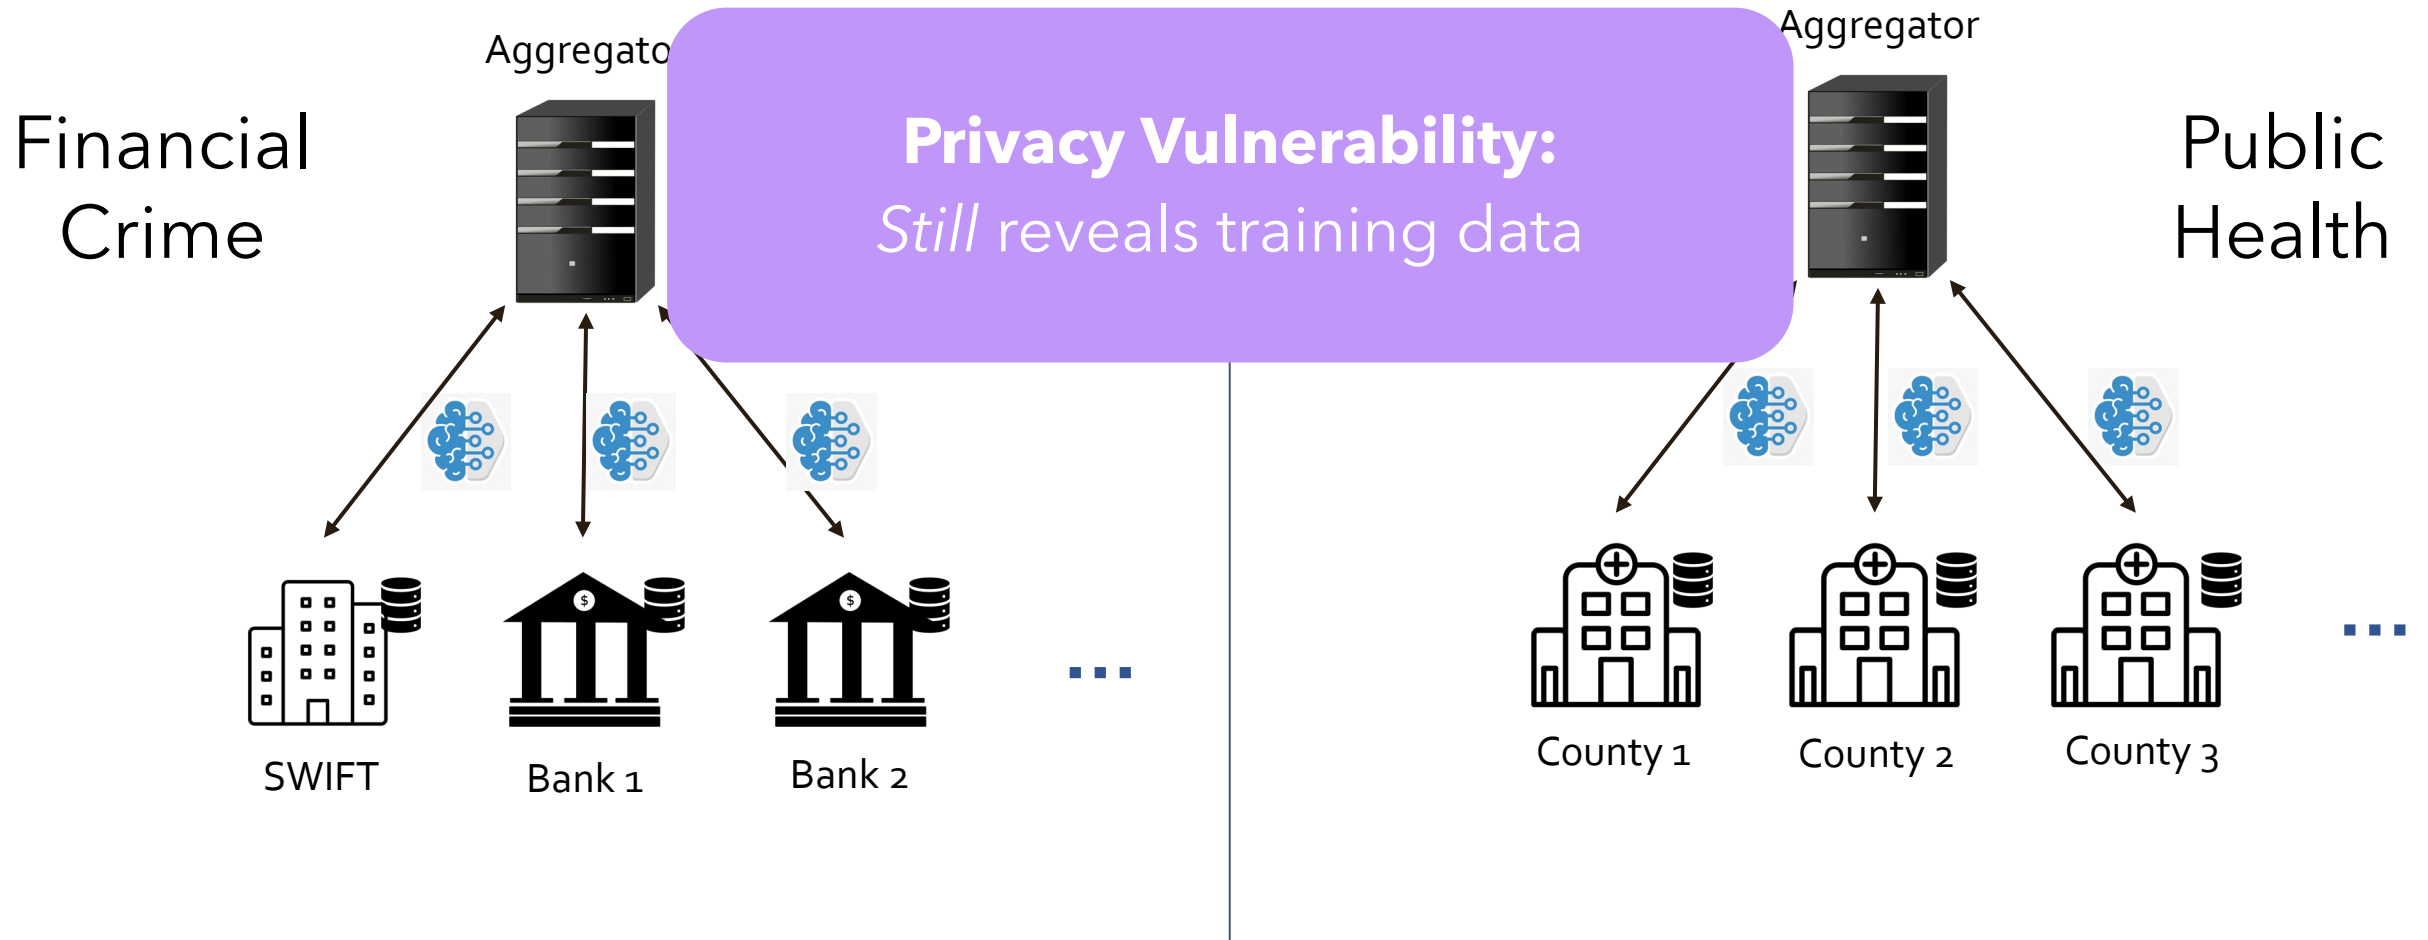 Aggregato
Aggregator
Financial
Crime
Privacy Vulnerability:
Still reveals training data
Public
Health
$
$
...
...
SWIFT
Bank 1
Bank 2
County 1
County 2
County 3